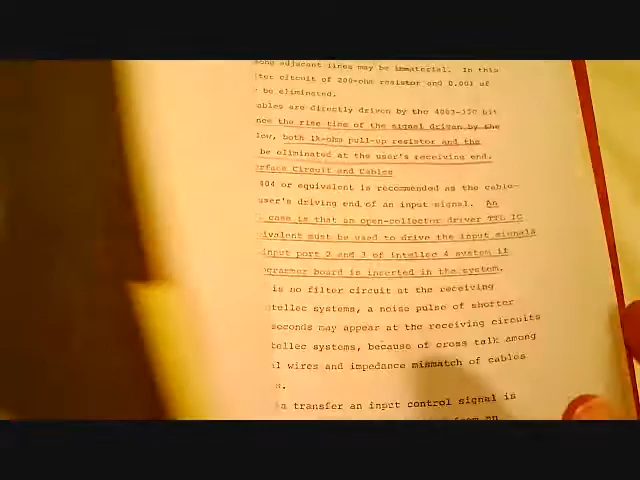 ong adjacent lines may be immaterial. In this
ter circuit of 200-ohm resistor and 0.001 uf
be eliminated.
ables are directly driven by the 4003-320 bit
nce the rise time of the signal driven by the
low, both 1k-ohm pull-up resistor and the
be eliminated at the user's receiving end.
rface Circuit and Cables
404 or equivalent is recommended as the cable-
user's driving end of an input signal. An
case is that an open-collector driver TTL IC
ivalent must be used to drive the input signals
input port 2 and 3 of Intellec 4 system if
ogrammer board is inserted in the system.
is no filter circuit at the receiving
tellec systems, a noise pulse of shorter
seconds may appear at the receiving circuits
tellec systems, because of cross talk among
l wires and impedance mismatch of cables
s.
a transfer an input control signal is
from an